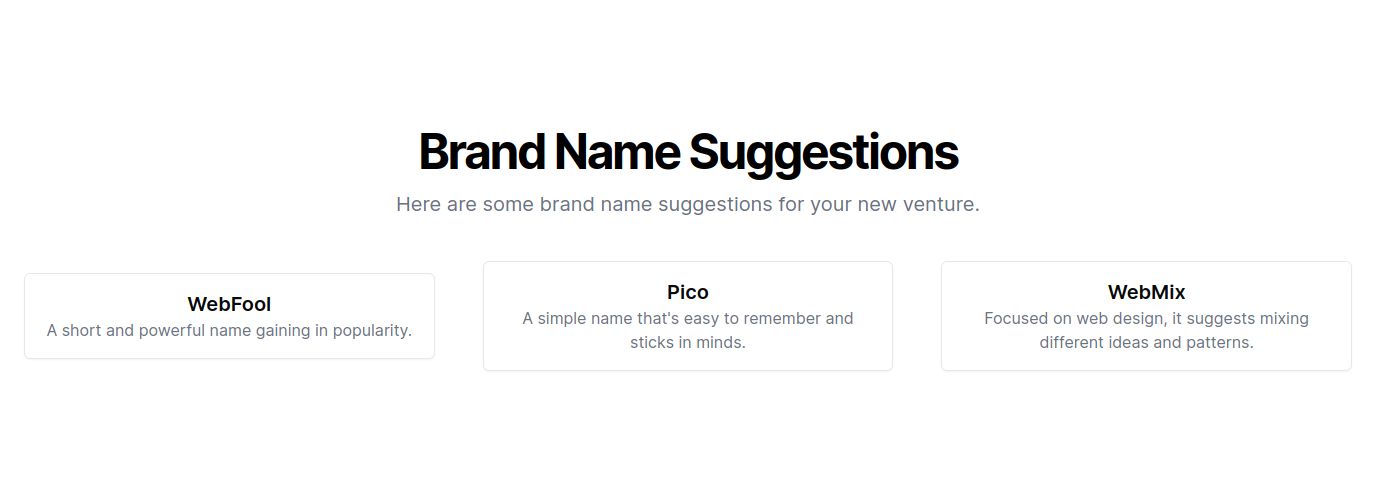 Brand Name Suggestions
Here are some brand name suggestions for your new venture.
WebFool
A short and powerful name gaining in popularity.
Pico
A simple name that's easy to remember and
sticks in minds.
WebMix
Focused on web design, it suggests mixing
different ideas and patterns.